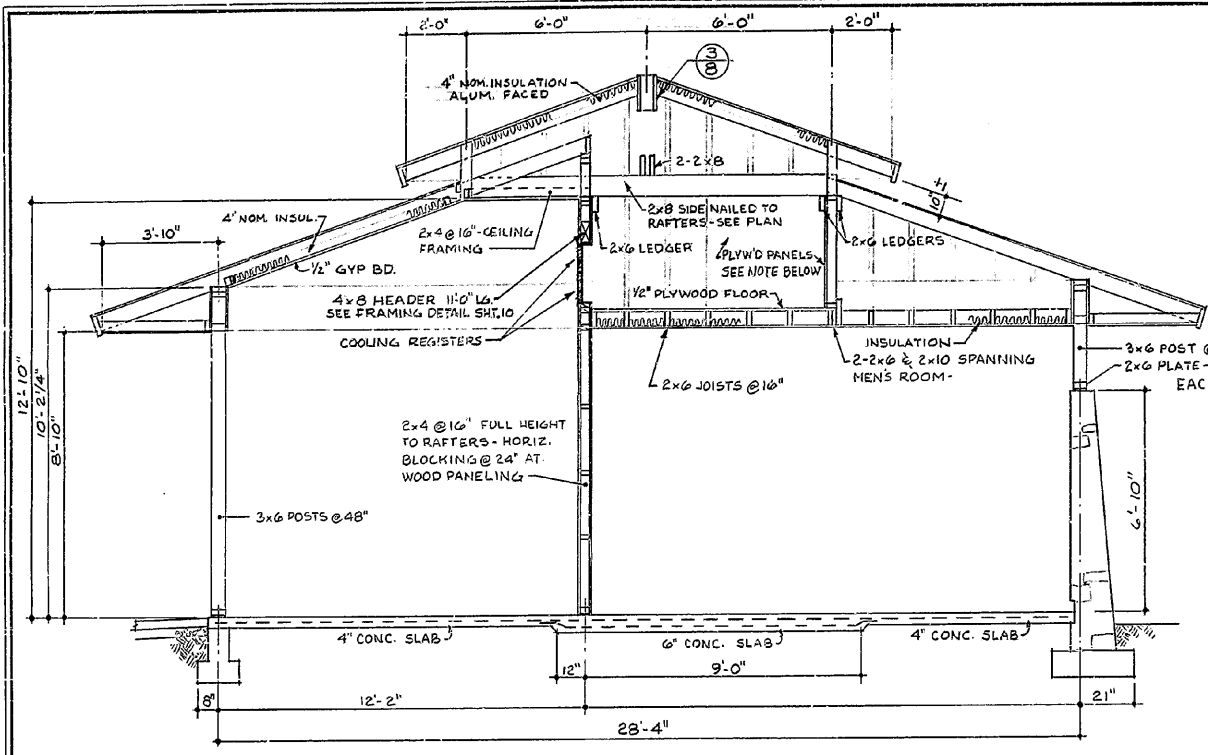 2'-0"
6'-0"
6'-0"
2'-0"
3
8
4" NOM. INSULATION
ALUM. FACED
2-2x8
4" NOM. INSUL.
3'-10"
1/2" GYP BD.
2x4 @ 16"-CEILING
FRAMING
2x8 SIDE NAILED TO
RAFTERS-SEE PLAN
2x6 LEDGER
2x6 LEDGERS
PLYW'D PANELS
SEE NOTE BELOW
4x8 HEADER 11'-0" LG.
SEE FRAMING DETAIL SHT. 10
1/2" PLYWOOD FLOOR
COOLING REGISTERS
INSULATION
2-2x6 & 2x10 SPANNING
MEN'S ROOM-
2x6 JOISTS @ 16"
3x6 POST @
2x6 PLATE-
EAC
12'-10"
10'-2 1/4"
8'-10"
2x4 @ 16" FULL HEIGHT
TO RAFTERS - HORIZ.
BLOCKING @ 24" AT
WOOD PANELING
3x6 POSTS @ 48"
6'-10"
4" CONC. SLAB
6" CONC. SLAB
4" CONC. SLAB
12"
9'-0"
8"
12'-2"
21"
28'-4"